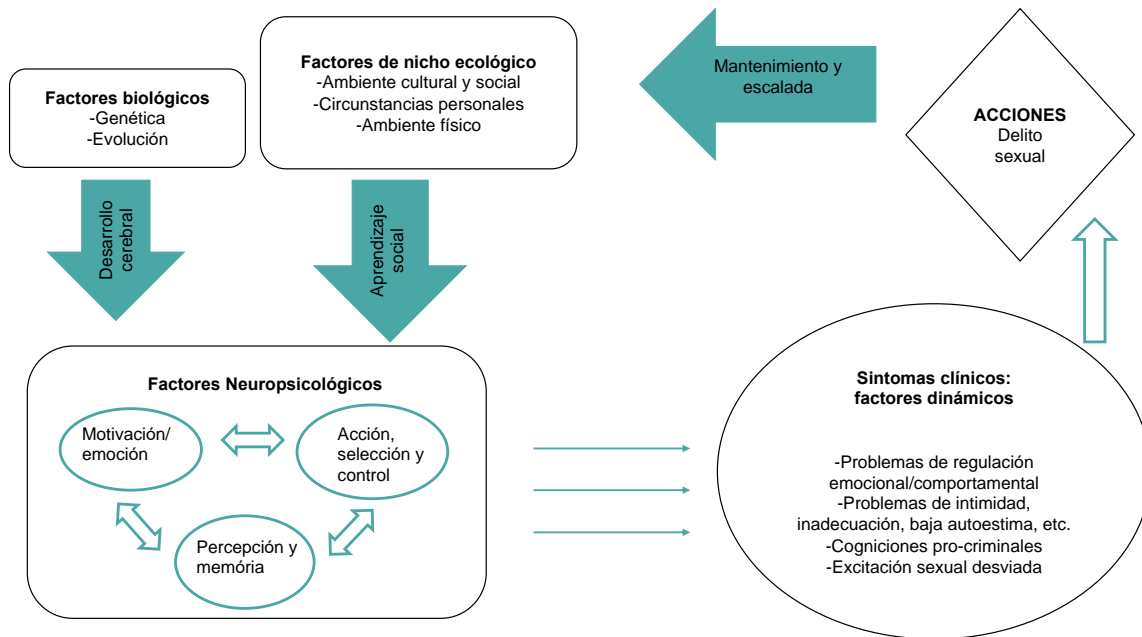 Factores biológicos
-Genética
-Evolución
Factores de nicho ecológico
-Ambiente cultural y social
-Circunstancias personales
-Ambiente físico
Mantenimiento y
escalada
ACCIONES
Delito
sexual
Desarrollo
cerebral
Aprendizaje
social
Factores Neuropsicológicos
Motivación/
emoción
Acción,
selección y
control
Percepción y
memória
Sintomas clínicos:
factores dinámicos
-Problemas de regulación
emocional/comportamental
-Problemas de intimidad,
inadecuación, baja autoestima, etc.
-Cogniciones pro-criminales
-Excitación sexual desviada